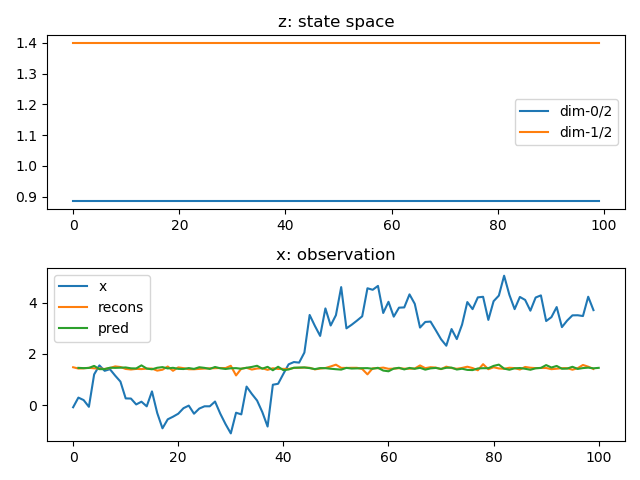 z: state space
1.4
1.3
1.2
1.1
1.0
0.9
dim-0/2
dim-1/2
0 20 40 60 80 100
x: observation
x
recons
pred
4
2
0
0 20 40 60 80 100